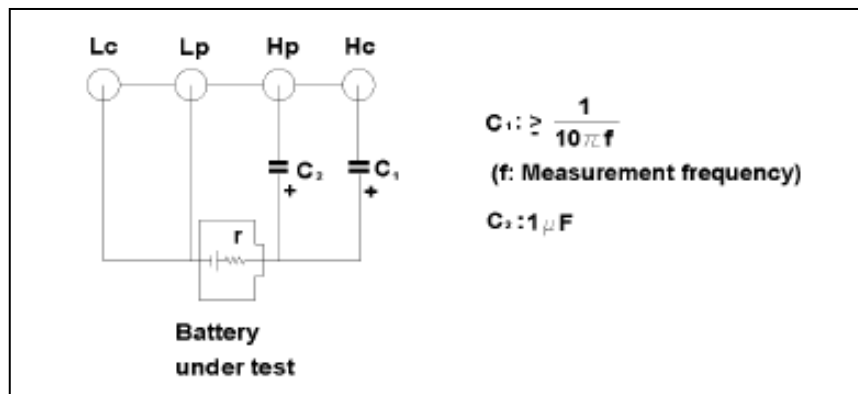 Lc Lp Hp Hc
C₁: ≥ 1
10πf
(f: Measurement frequency)
C₂ C₁
+ +
C₂ : 1μF
r
Battery
under test